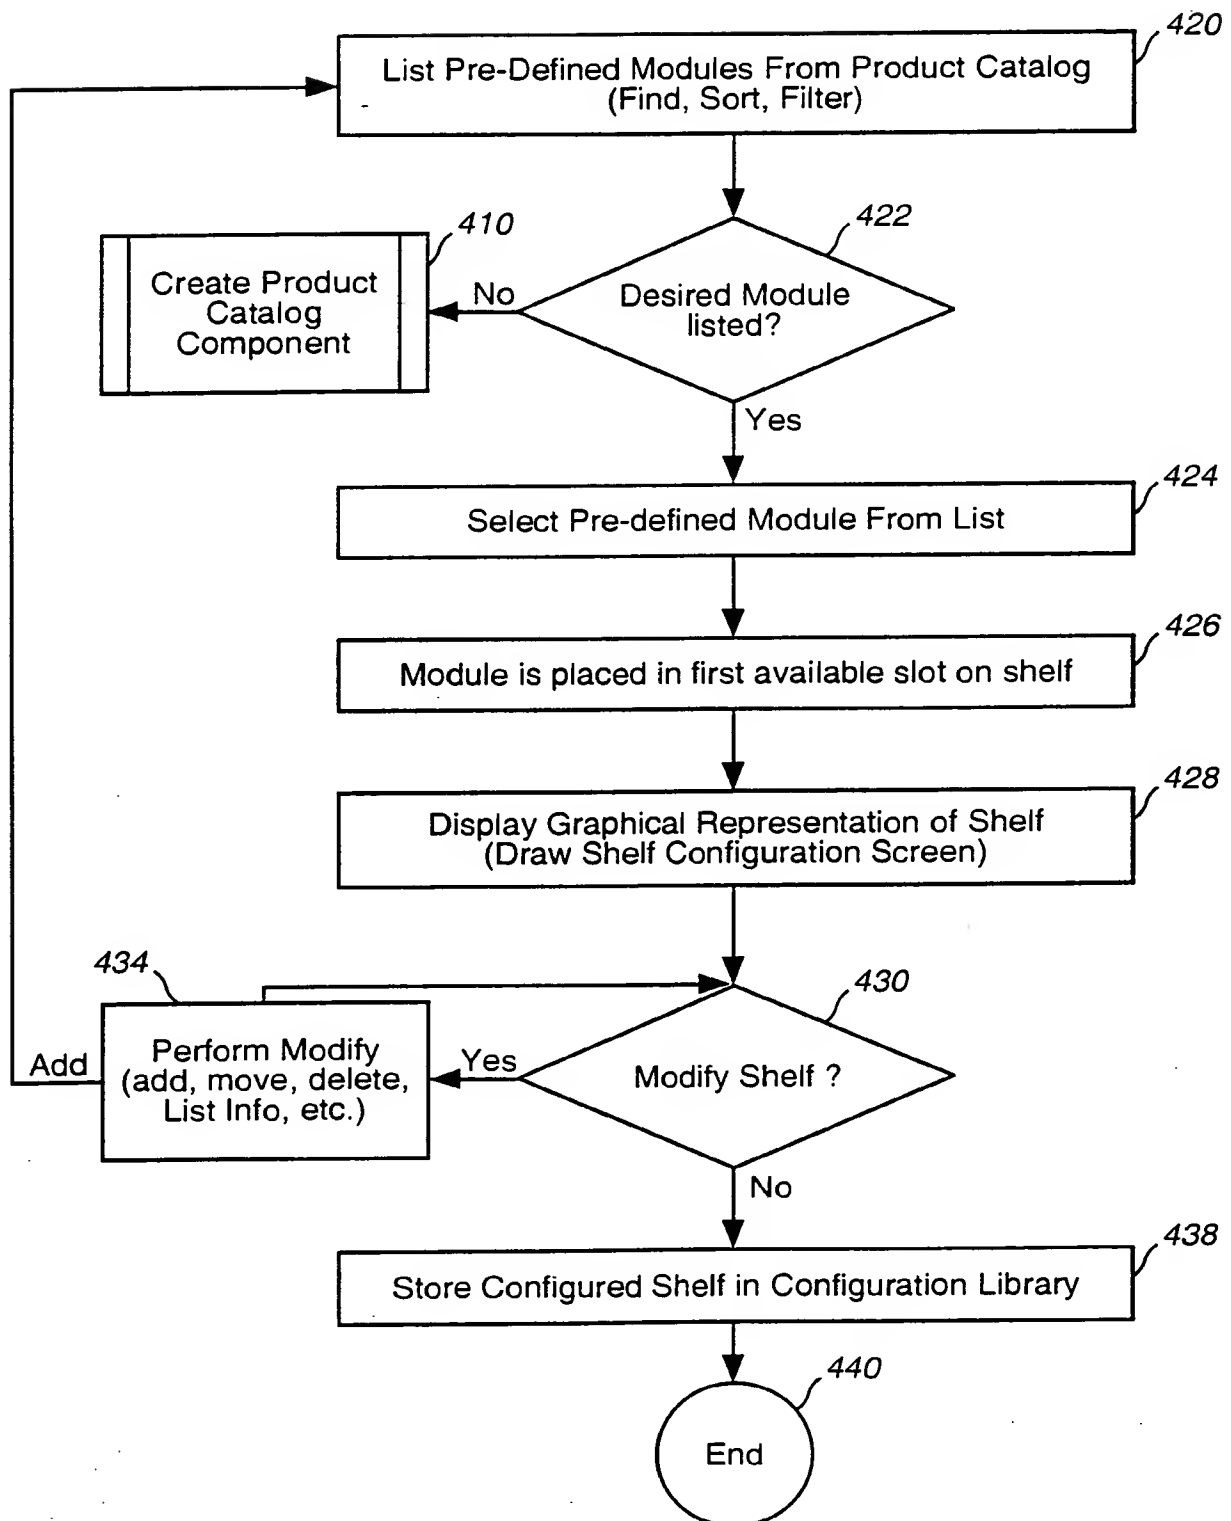 420
List Pre-Defined Modules From Product Catalog
(Find, Sort, Filter)
410
422
Create Product
Catalog
Component
No
Desired Module
listed?
Yes
424
Select Pre-defined Module From List
426
Module is placed in first available slot on shelf
428
Display Graphical Representation of Shelf
(Draw Shelf Configuration Screen)
434
430
Add
Perform Modify
(add, move, delete,
List Info, etc.)
Yes
Modify Shelf ?
No
438
Store Configured Shelf in Configuration Library
440
End